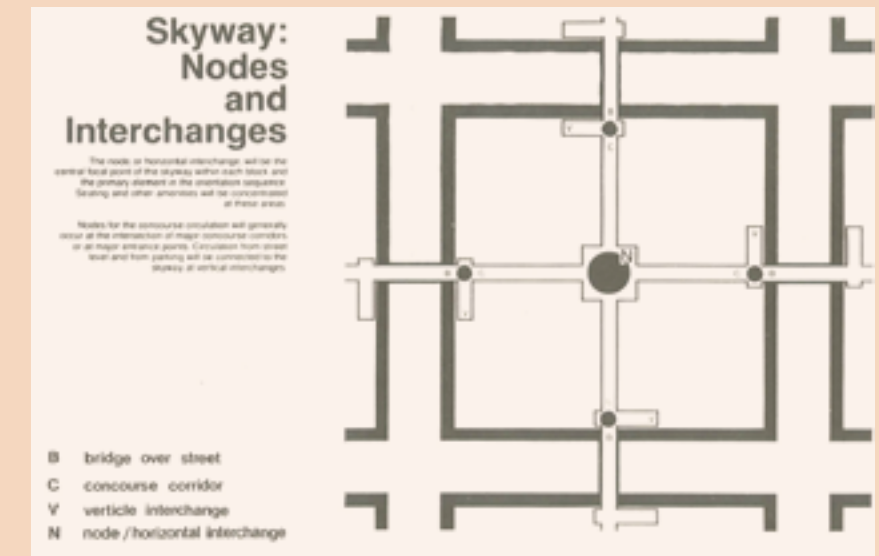 Skyway:
Nodes
and
Interchanges
The node or horizontal interchange, will be the
central focal point of the skyway within each block and
the primary element in the orientation sequence.
Seating and other amenities will be concentrated
at these areas.
Nodes for the concourse circulation will generally
occur at the intersection of major concourse corridors
or at major entrance points. Circulation from street
level and from parking will be connected to the
skyway at vertical interchanges.
B
V
C
N
B C
C B
V
V
B
B bridge over street
C concourse corridor
V verticle interchange
N node/horizontal interchange